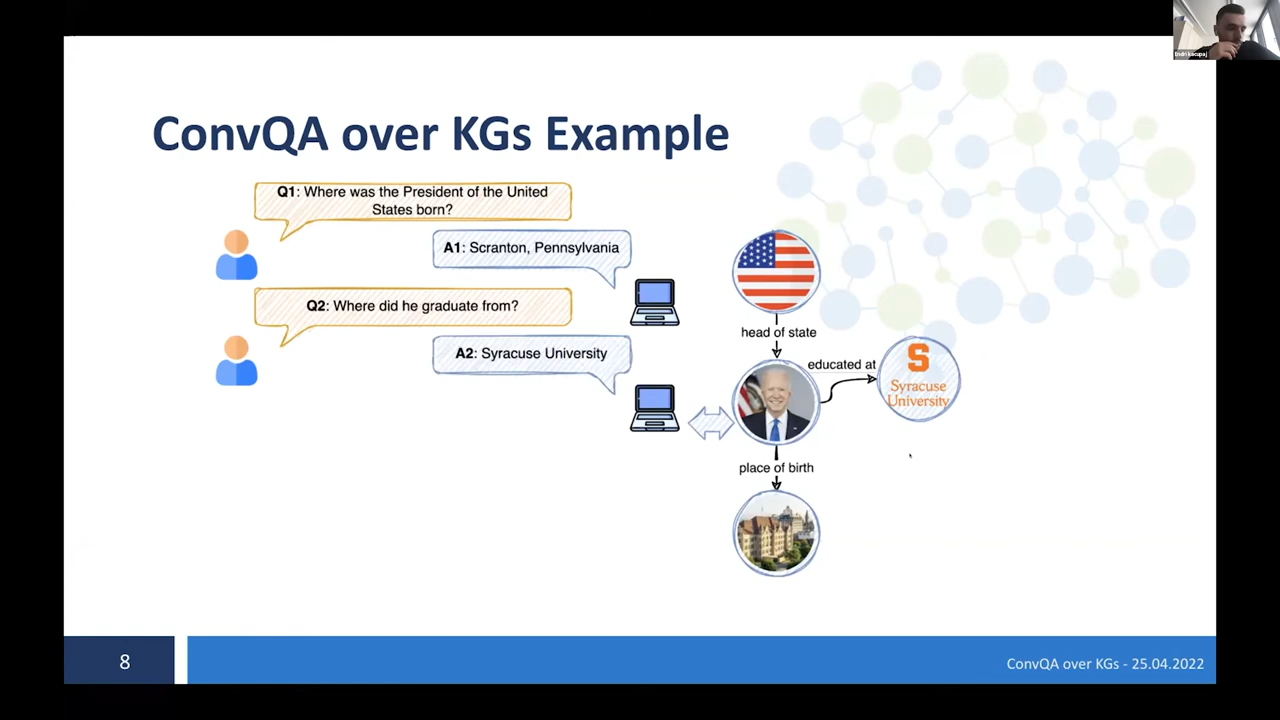 Endri Kacupaj
ConvQA over KGs Example
Q1: Where was the President of the United
States born?
A1: Scranton, Pennsylvania
Q2: Where did he graduate from?
A2: Syracuse University
head of state
educated at
S
Syracuse
University
place of birth
8
ConvQA over KGs - 25.04.2022